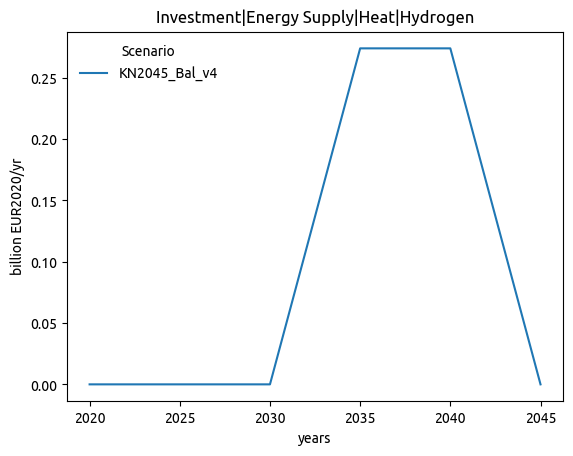 Investment|Energy Supply|Heat|Hydrogen
Scenario
KN2045_Bal_v4
billion EUR2020/yr
0.25
0.20
0.15
0.10
0.05
0.00
2020 2025 2030 2035 2040 2045
years